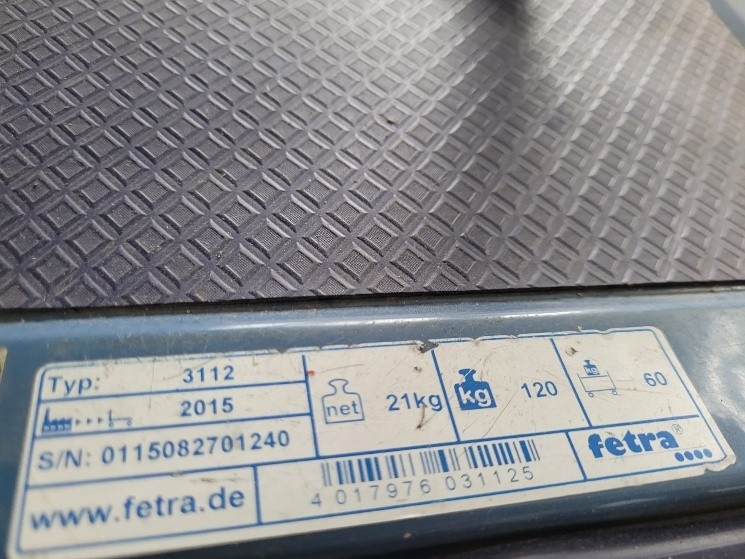 Typ: 3112
2015
S/N: 0115082701240
www.fetra.de
net 21kg
kg 120
kg 60
4 017976 031125
fetra®